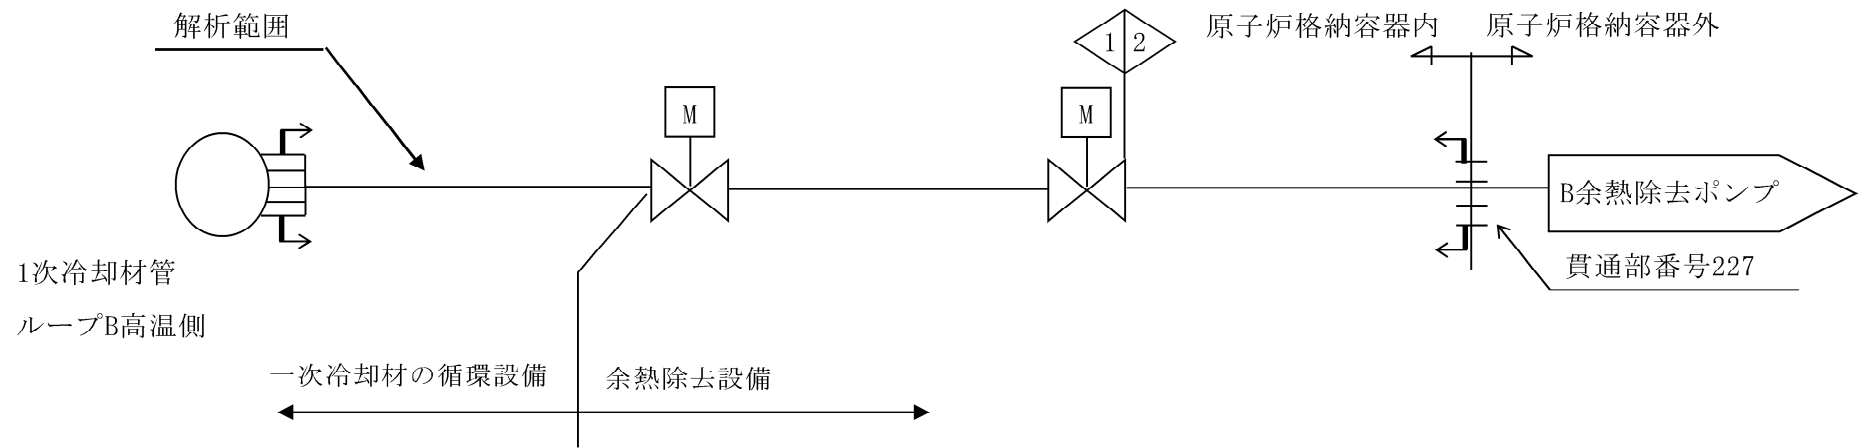 解析範囲
1 2
原子炉格納容器内
原子炉格納容器外
M
M
B余熱除去ポンプ
貫通部番号227
1次冷却材管
ループB高温側
一次冷却材の循環設備
余熱除去設備